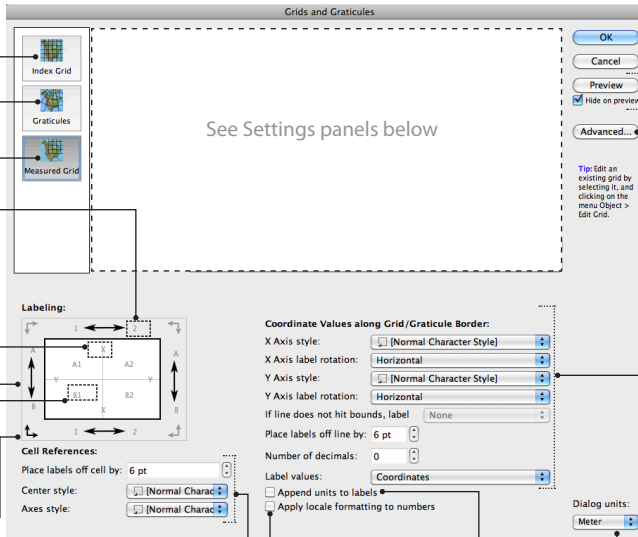 Grids and Graticules
Index Grid
Graticules
Measured Grid
See Settings panels below
OK
Cancel
Preview
Hide on preview
Advanced...
Tip: Edit an
existing grid by
selecting it, and
clicking on the
menu Object >
Edit Grid.
Labeling:
1 2
A X A
A1 A2
Y Y
B1 B2
B X B
1 2
Cell References:
Place labels off cell by: 6 pt
Center style: [Normal Charac
Axes style: [Normal Charac
Coordinate Values along Grid/Graticule Border:
X Axis style: [Normal Character Style]
X Axis label rotation: Horizontal
Y Axis style: [Normal Character Style]
Y Axis label rotation: Horizontal
If line does not hit bounds, label None
Place labels off line by: 6 pt
Number of decimals: 0
Label values: Coordinates
Append units to labels
Apply locale formatting to numbers
Dialog units:
Meter